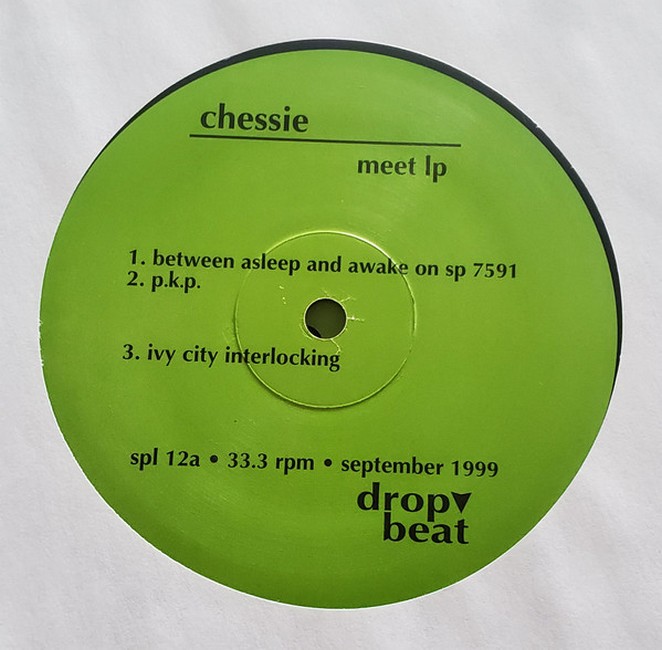 chessie
meet lp
1. between asleep and awake on sp 7591
2. p.k.p.
3. ivy city interlocking
spl 12a • 33.3 rpm • september 1999
drop
beat